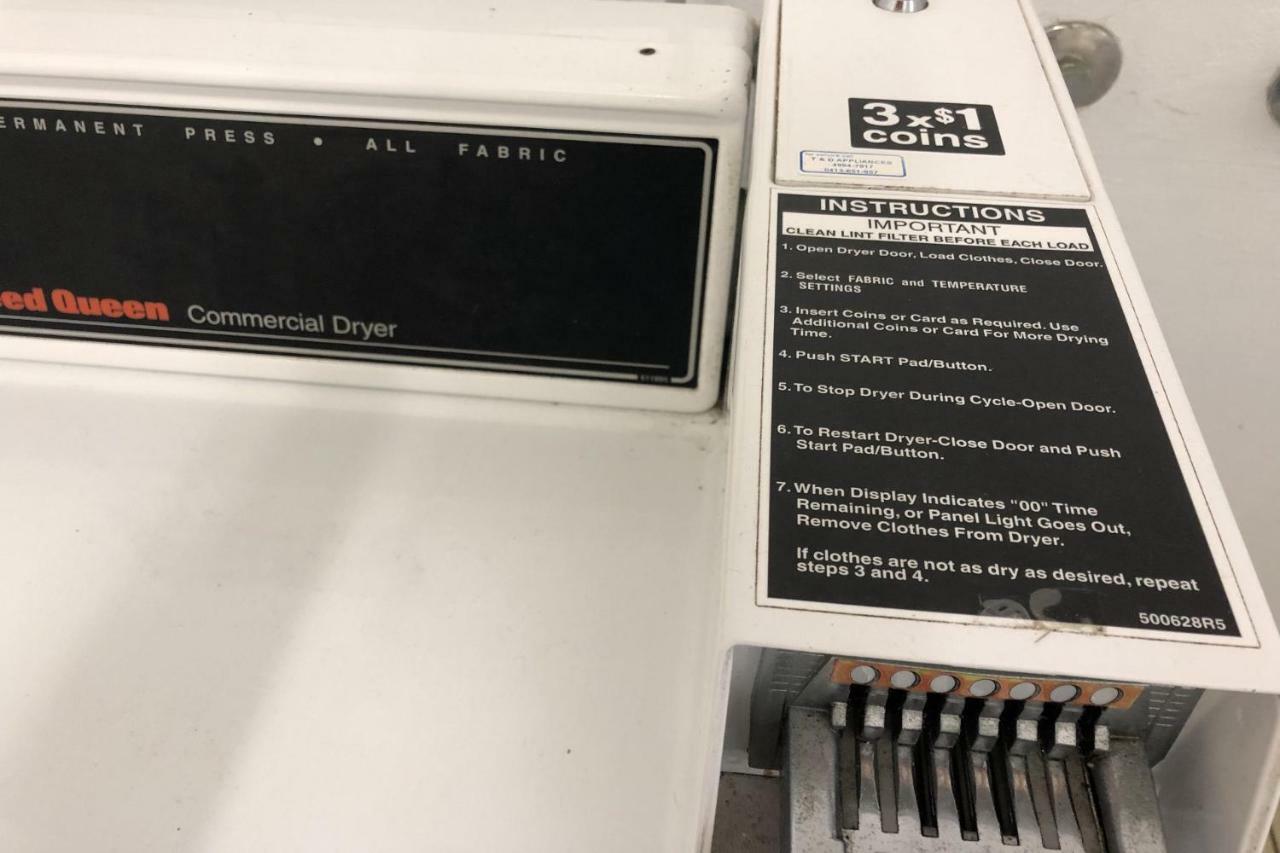 ERMANENT PRESS • ALL FABRIC
ed Queen Commercial Dryer
3x$1
coins
T & D APPLIANCES
INSTRUCTIONS
IMPORTANT
CLEAN LINT FILTER BEFORE EACH LOAD
1. Open Dryer Door, Load Clothes, Close Door.
2. Select FABRIC and TEMPERATURE
SETTINGS
3. Insert Coins or Card as Required. Use
Additional Coins or Card For More Drying
Time.
4. Push START Pad/Button.
5. To Stop Dryer During Cycle-Open Door.
6. To Restart Dryer-Close Door and Push
Start Pad/Button.
7. When Display Indicates "00" Time
Remaining, or Panel Light Goes Out,
Remove Clothes From Dryer.
If clothes are not as dry as desired, repeat
steps 3 and 4.
500628R5